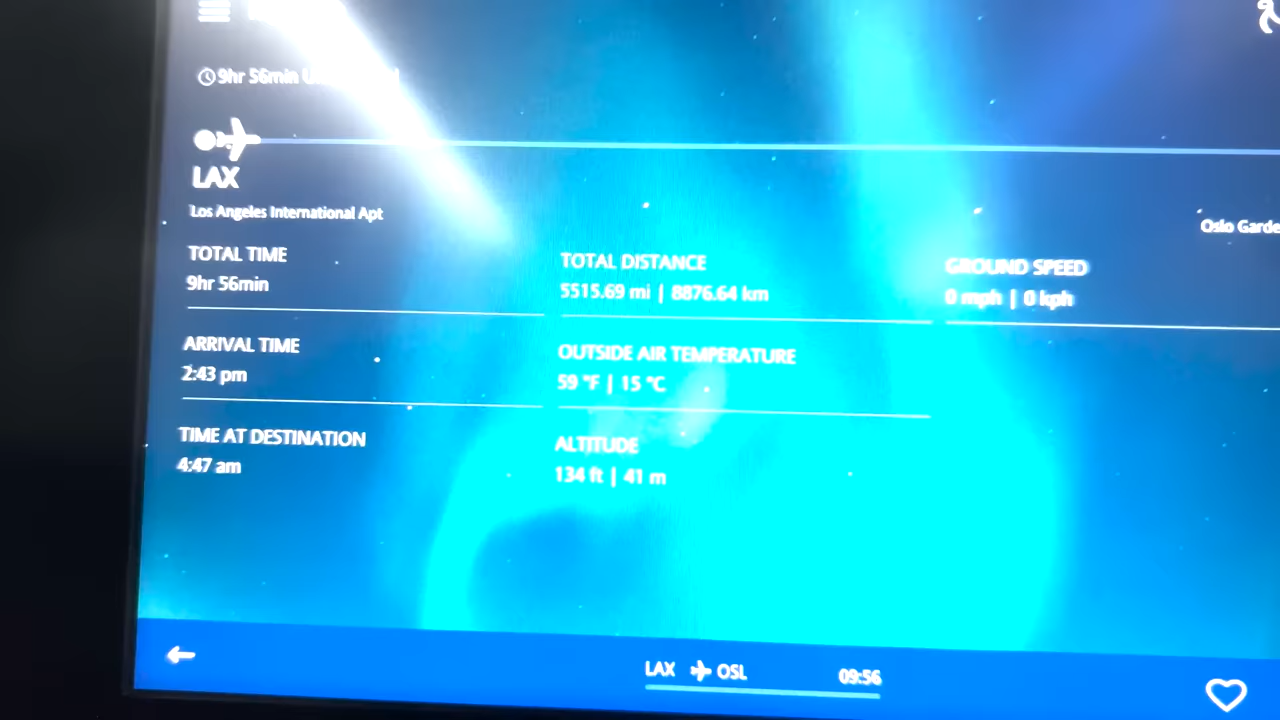 9hr 56min
LAX
Los Angeles International Apt
Oslo Garde
TOTAL TIME
9hr 56min
TOTAL DISTANCE
5515.69 mi | 8876.64 km
GROUND SPEED
0 mph | 0 kph
ARRIVAL TIME
2:43 pm
OUTSIDE AIR TEMPERATURE
59 °F | 15 °C
TIME AT DESTINATION
4:47 am
ALTITUDE
134 ft | 41 m
LAX OSL 09:56